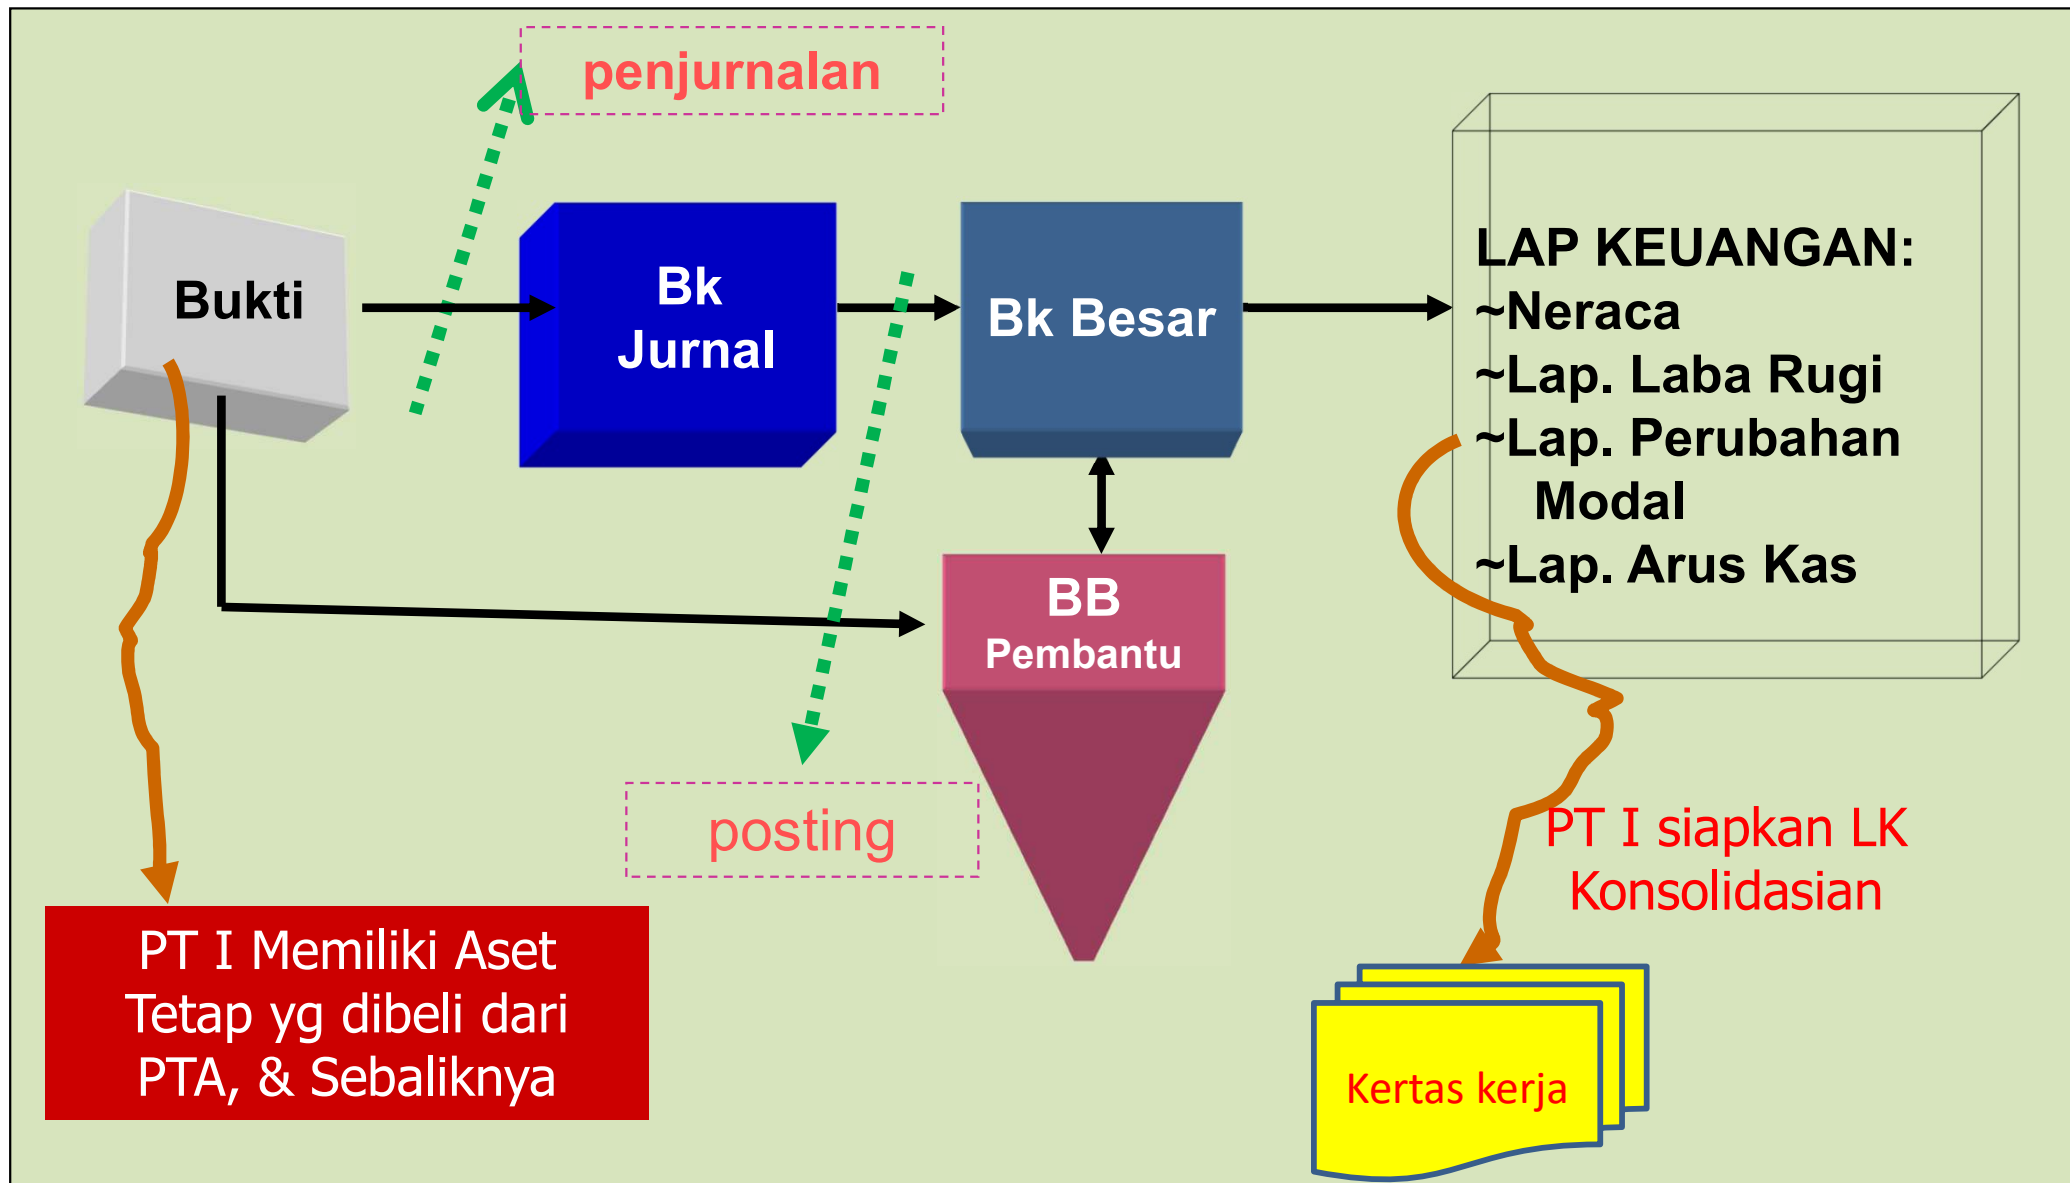 penjurnalan
Bukti
Bk
Jurnal
Bk Besar
LAP KEUANGAN:
~Neraca
~Lap. Laba Rugi
~Lap. Perubahan
Modal
~Lap. Arus Kas
BB
Pembantu
posting
PT I siapkan LK
Konsolidasian
PT I Memiliki Aset
Tetap yg dibeli dari
PTA, & Sebaliknya
Kertas kerja